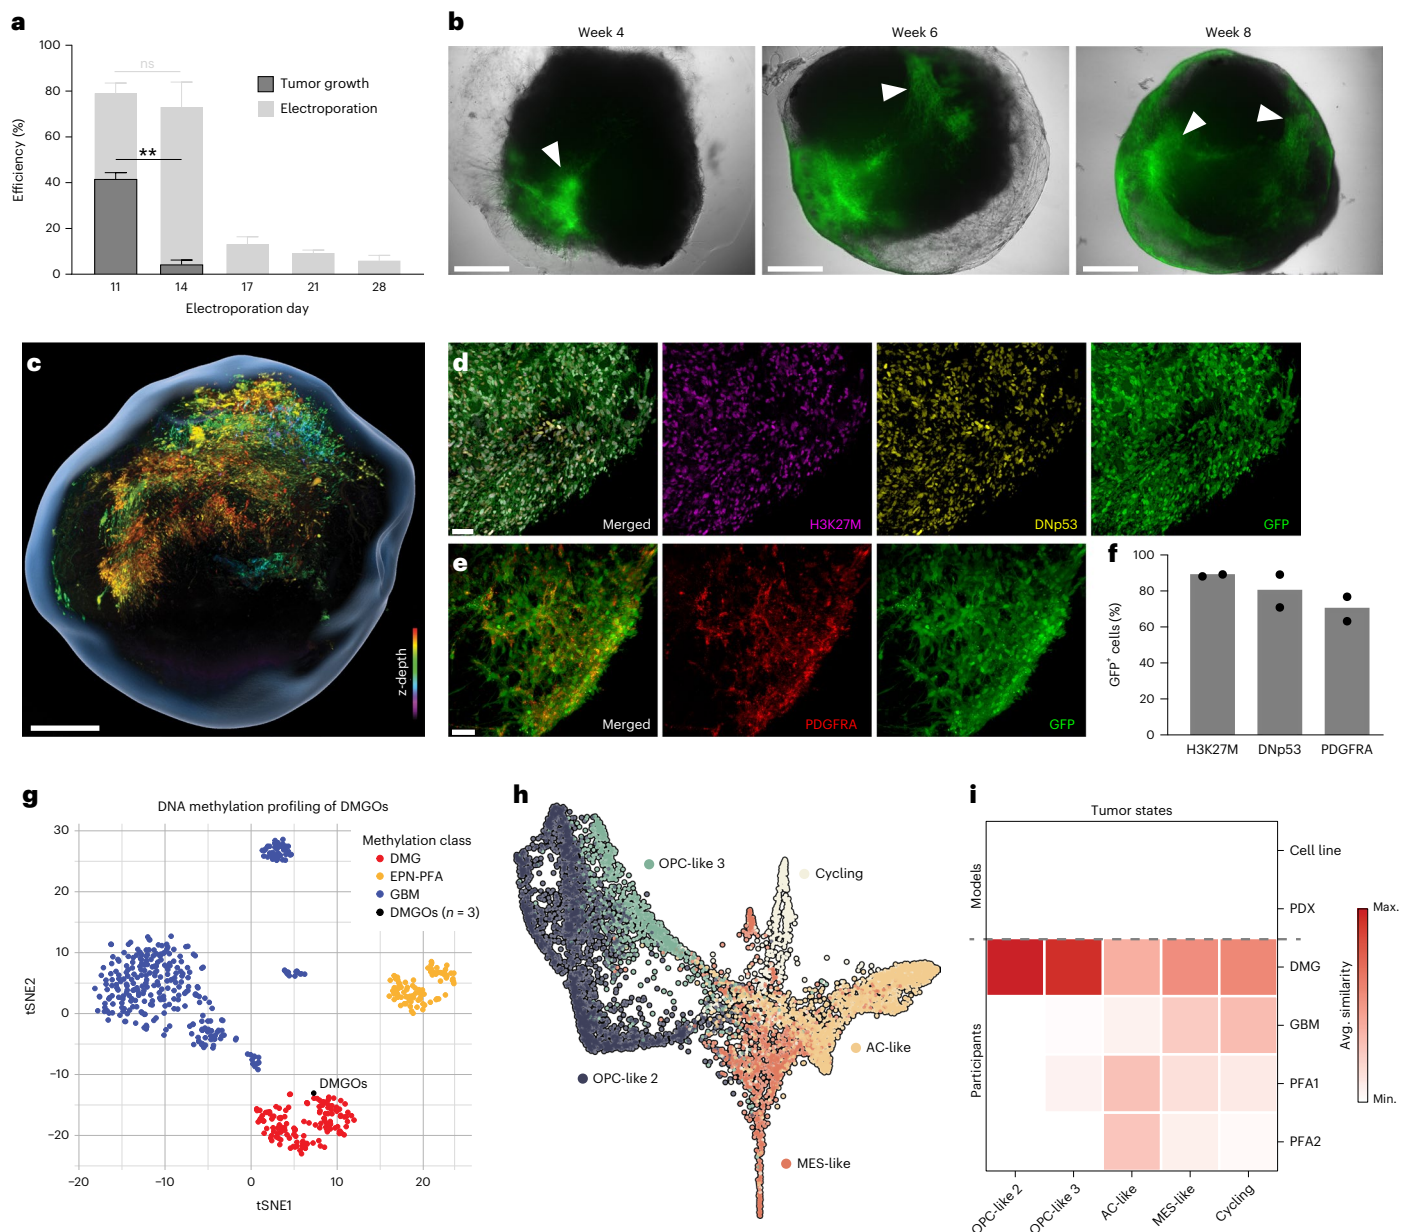 a
100
80
60
40
20
0
Efficiency (%)
ns
**
Tumor growth
Electroporation
11 14 17 21 28
Electroporation day
b
Week 4
Week 6
Week 8
c
z-depth
d
Merged
H3K27M
DNp53
GFP
e
Merged
PDGFRA
GFP
f
100
80
60
40
20
0
GFP+ cells (%)
H3K27M DNp53 PDGFRA
g
DNA methylation profiling of DMGOs
30
20
10
0
−10
−20
tSNE2
Methylation class
DMG
EPN-PFA
GBM
DMGOs (n = 3)
DMGOs
−20 −10 0 10 20
tSNE1
h
OPC-like 3
Cycling
AC-like
OPC-like 2
MES-like
i
Tumor states
Models
Participants
Cell line
PDX
DMG
GBM
PFA1
PFA2
OPC-like 2
OPC-like 3
AC-like
MES-like
Cycling
Avg. similarity
Max.
Min.